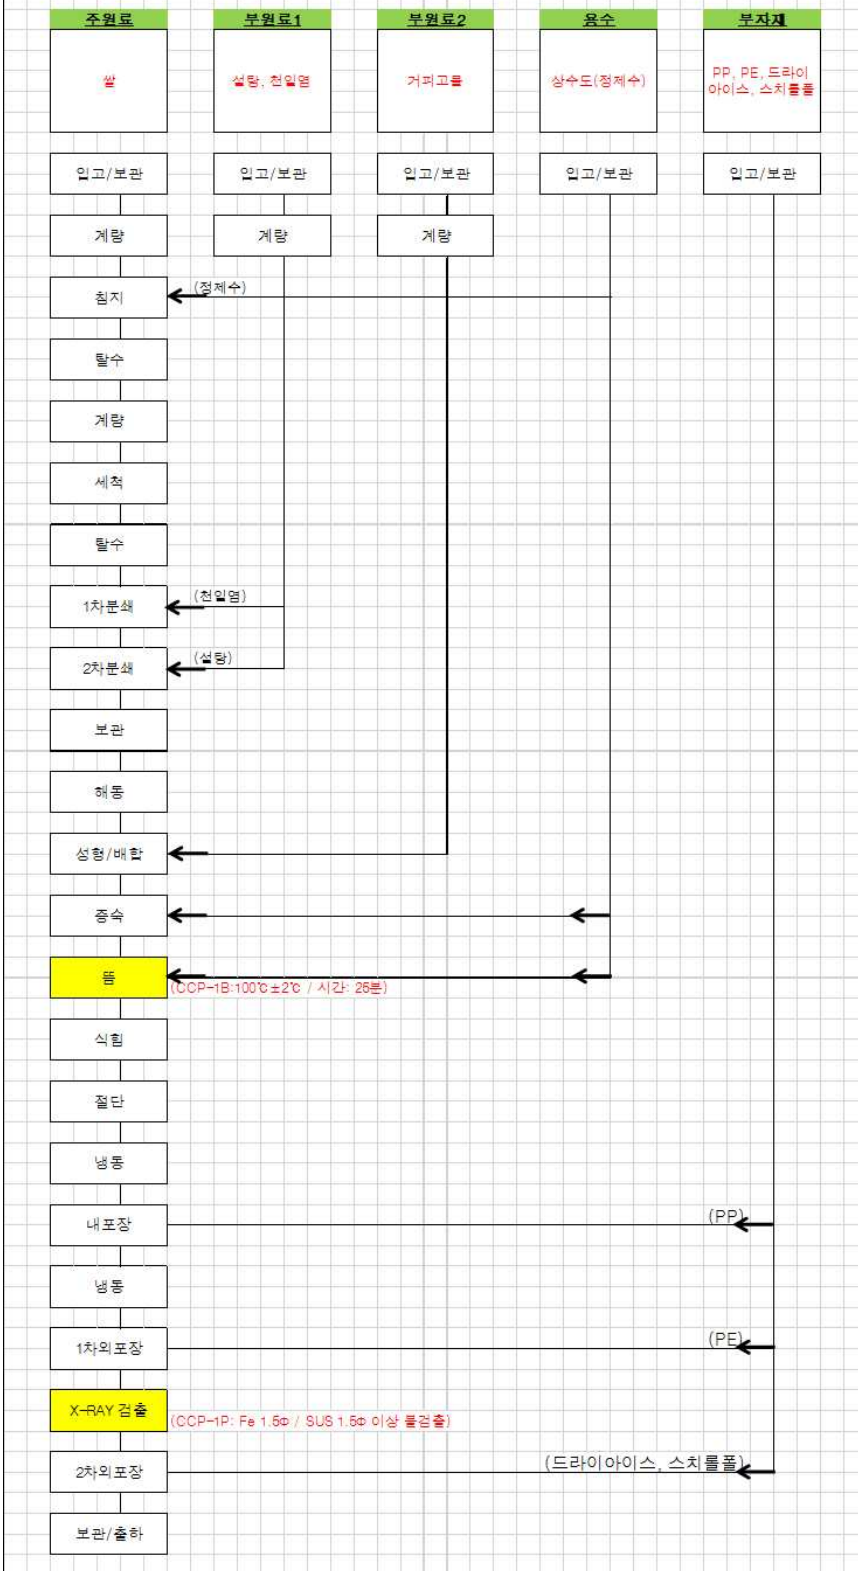 주원료
부원료1
부원료2
용수
부자재
쌀
설탕, 천일염
거피고물
상수도(정제수)
PP, PE, 드라이
아이스, 스치롤폴
입고/보관
입고/보관
입고/보관
입고/보관
입고/보관
계량
계량
계량
침지
(정제수)
탈수
계량
세척
탈수
1차분쇄
(천일염)
2차분쇄
(설탕)
보관
해동
성형/배합
증숙
뜸
(CCP-1B:100℃±2℃ / 시간: 25분)
식힘
절단
냉동
내포장
(PP)
냉동
1차외포장
(PE)
X-RAY 검출
(CCP-1P: Fe 1.5Φ / SUS 1.5Φ 이상 불검출)
2차외포장
(드라이아이스, 스치롤폴)
보관/출하